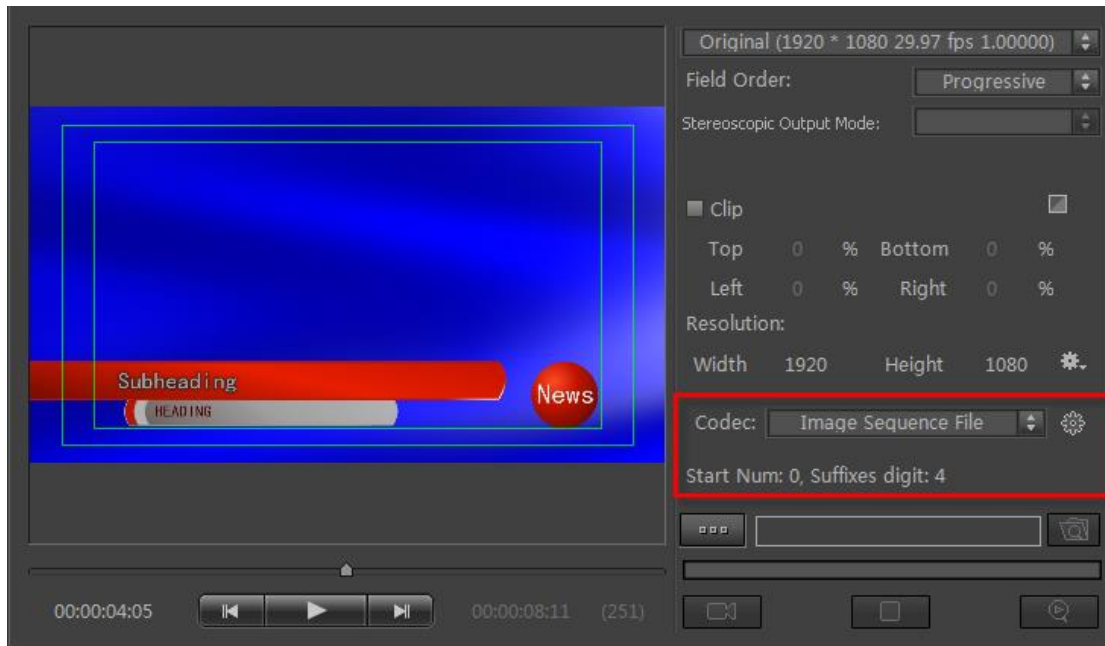 Original (1920 * 1080 29.97 fps 1.00000)
Field Order: Progressive
Stereoscopic Output Mode:
Clip
Top 0 % Bottom 0 %
Left 0 % Right 0 %
Resolution:
Width 1920 Height 1080
Codec: Image Sequence File
Start Num: 0, Suffixes digit: 4
Subheading
HEADING
News
00:00:04:05 00:00:08:11 (251)